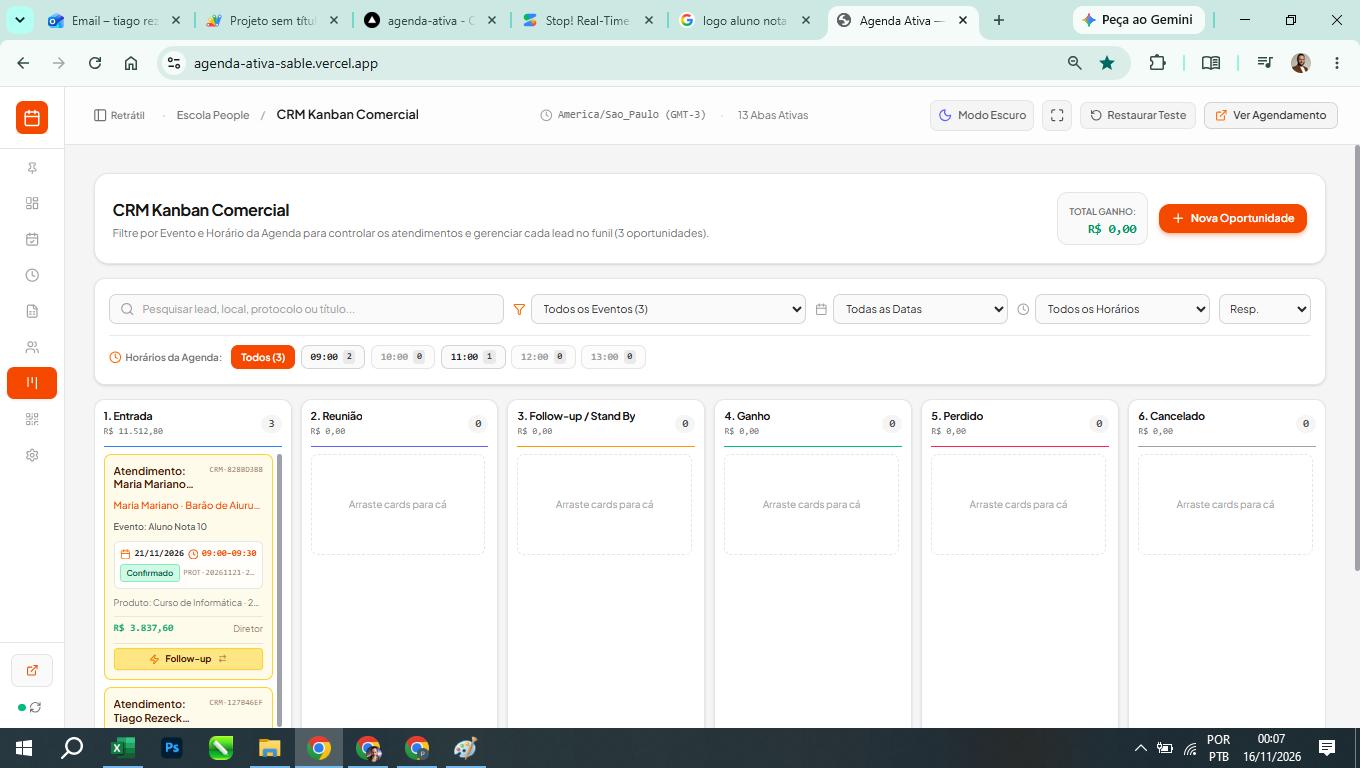 Email – tiago rez
Projeto sem títul
agenda-ativa - C
Stop! Real-Time
logo aluno nota
Agenda Ativa —
Peça ao Gemini
agenda-ativa-sable.vercel.app
Retrátil · Escola People / CRM Kanban Comercial
America/Sao_Paulo (GMT-3) · 13 Abas Ativas
Modo Escuro
Restaurar Teste
Ver Agendamento
CRM Kanban Comercial
Filtre por Evento e Horário da Agenda para controlar os atendimentos e gerenciar cada lead no funil (3 oportunidades).
TOTAL GANHO:
R$ 0,00
+ Nova Oportunidade
Pesquisar lead, local, protocolo ou título...
Todos os Eventos (3)
Todas as Datas
Todos os Horários
Resp.
Horários da Agenda:
Todos (3)
09:00 2
10:00 0
11:00 1
12:00 0
13:00 0
1. Entrada
R$ 11.512,80
3
2. Reunião
R$ 0,00
0
3. Follow-up / Stand By
R$ 0,00
0
4. Ganho
R$ 0,00
0
5. Perdido
R$ 0,00
0
6. Cancelado
R$ 0,00
0
Atendimento:
Maria Mariano...
CRM-828BD3B8
Maria Mariano · Barão de Aiuru...
Evento: Aluno Nota 10
21/11/2026 09:00-09:30
Confirmado PROT-20261121-2...
Produto: Curso de Informática · 2...
R$ 3.837,60
Diretor
Follow-up
Atendimento:
Tiago Rezeck...
CRM-127B46EF
Arraste cards para cá
Arraste cards para cá
Arraste cards para cá
Arraste cards para cá
Arraste cards para cá
POR
PTB
00:07
16/11/2026